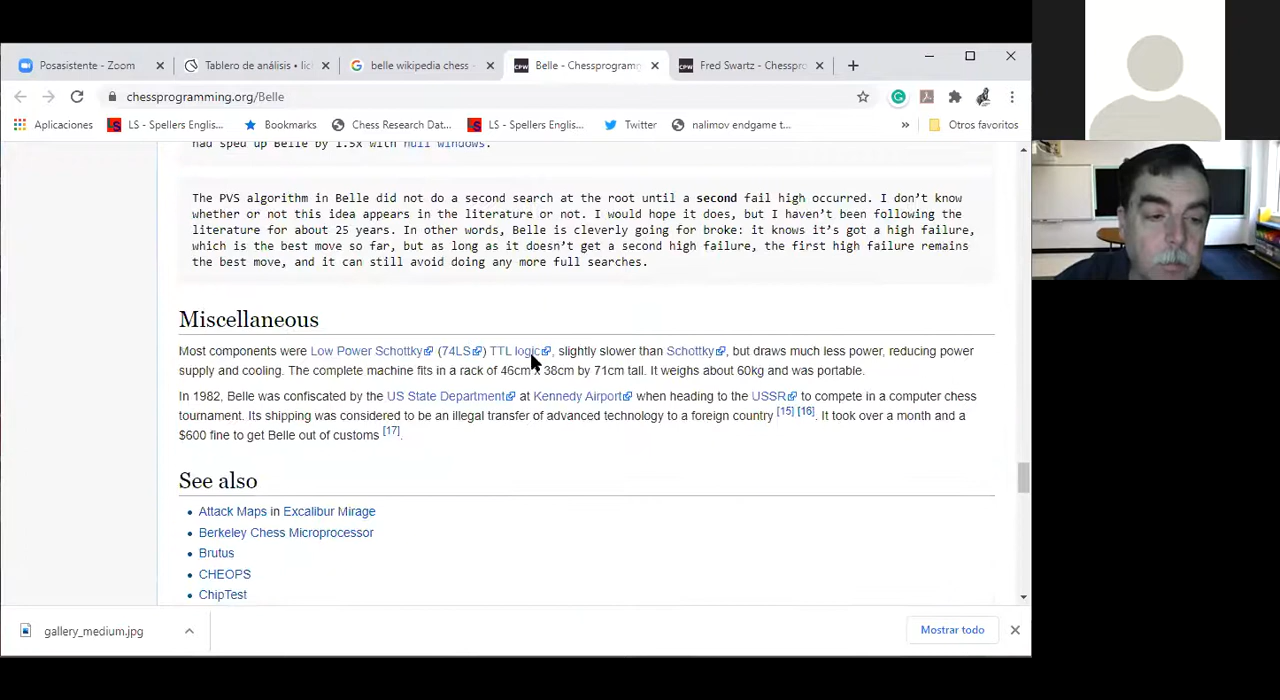 Posasistente - Zoom
Tablero de análisis • lich
belle wikipedia chess -
Belle - Chessprogramm
Fred Swartz - Chessprog
chessprogramming.org/Belle
Aplicaciones
LS - Spellers Englis...
Bookmarks
Chess Research Dat...
LS - Spellers Englis...
Twitter
nalimov endgame t...
»
Otros favoritos
had sped up Belle by 1.5x with null windows.
The PVS algorithm in Belle did not do a second search at the root until a second fail high occurred. I don't know
whether or not this idea appears in the literature or not. I would hope it does, but I haven't been following the
literature for about 25 years. In other words, Belle is cleverly going for broke: it knows it's got a high failure,
which is the best move so far, but as long as it doesn't get a second high failure, the first high failure remains
the best move, and it can still avoid doing any more full searches.
Miscellaneous
Most components were Low Power Schottky (74LS) TTL logic, slightly slower than Schottky, but draws much less power, reducing power
supply and cooling. The complete machine fits in a rack of 46cm x 38cm by 71cm tall. It weighs about 60kg and was portable.
In 1982, Belle was confiscated by the US State Department at Kennedy Airport when heading to the USSR to compete in a computer chess
tournament. Its shipping was considered to be an illegal transfer of advanced technology to a foreign country [15] [16]. It took over a month and a
$600 fine to get Belle out of customs [17].
See also
Attack Maps in Excalibur Mirage
Berkeley Chess Microprocessor
Brutus
CHEOPS
ChipTest
gallery_medium.jpg
Mostrar todo